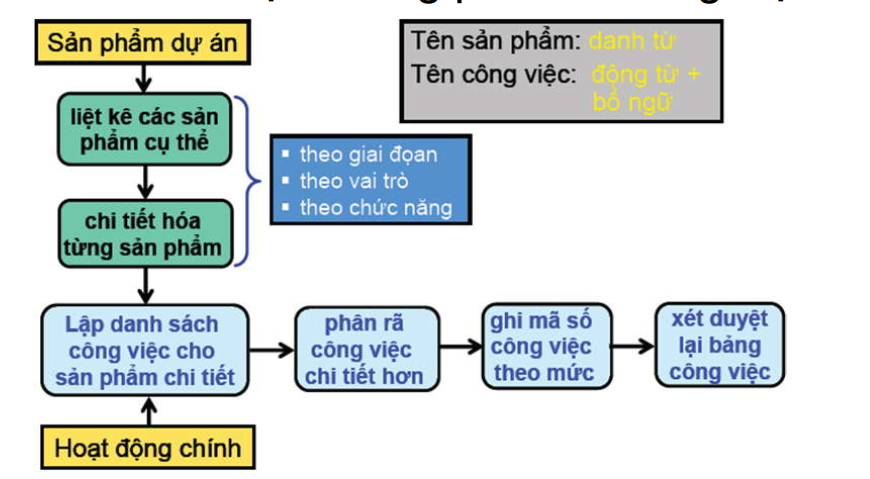 Sản phẩm dự án
Tên sản phẩm: danh từ
Tên công việc: động từ +
bổ ngữ
liệt kê các sản
phẩm cụ thể
▪ theo giai đọan
▪ theo vai trò
▪ theo chức năng
chi tiết hóa
từng sản phẩm
Lập danh sách
công việc cho
sản phẩm chi tiết
phân rã
công việc
chi tiết hơn
ghi mã số
công việc
theo mức
xét duyệt
lại bảng
công việc
Hoạt động chính